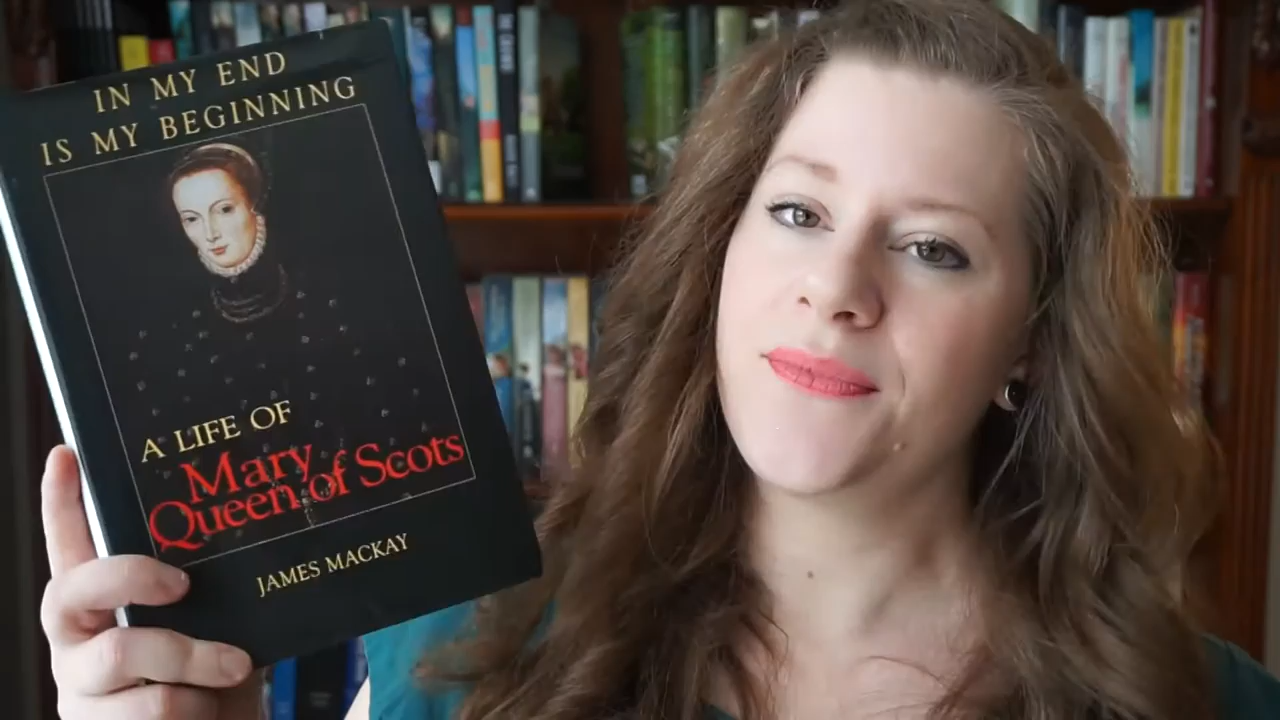 IN MY END
IS MY BEGINNING
A LIFE OF
Mary
Queen of Scots
JAMES MACKAY